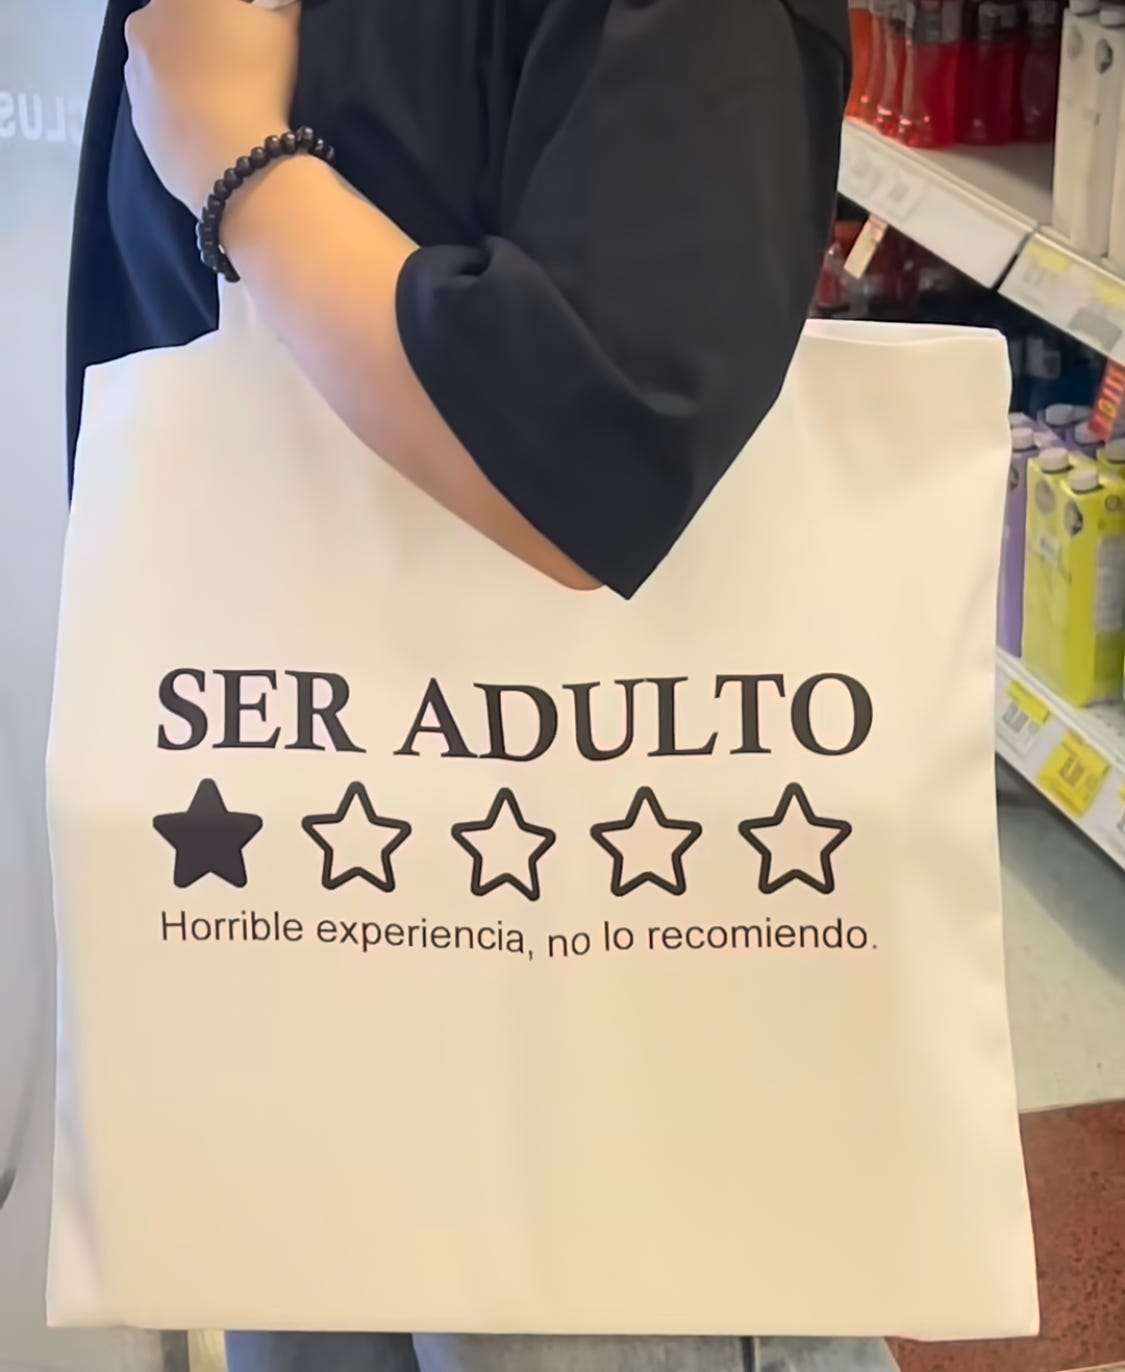 SER ADULTO
Horrible experiencia, no lo recomiendo.